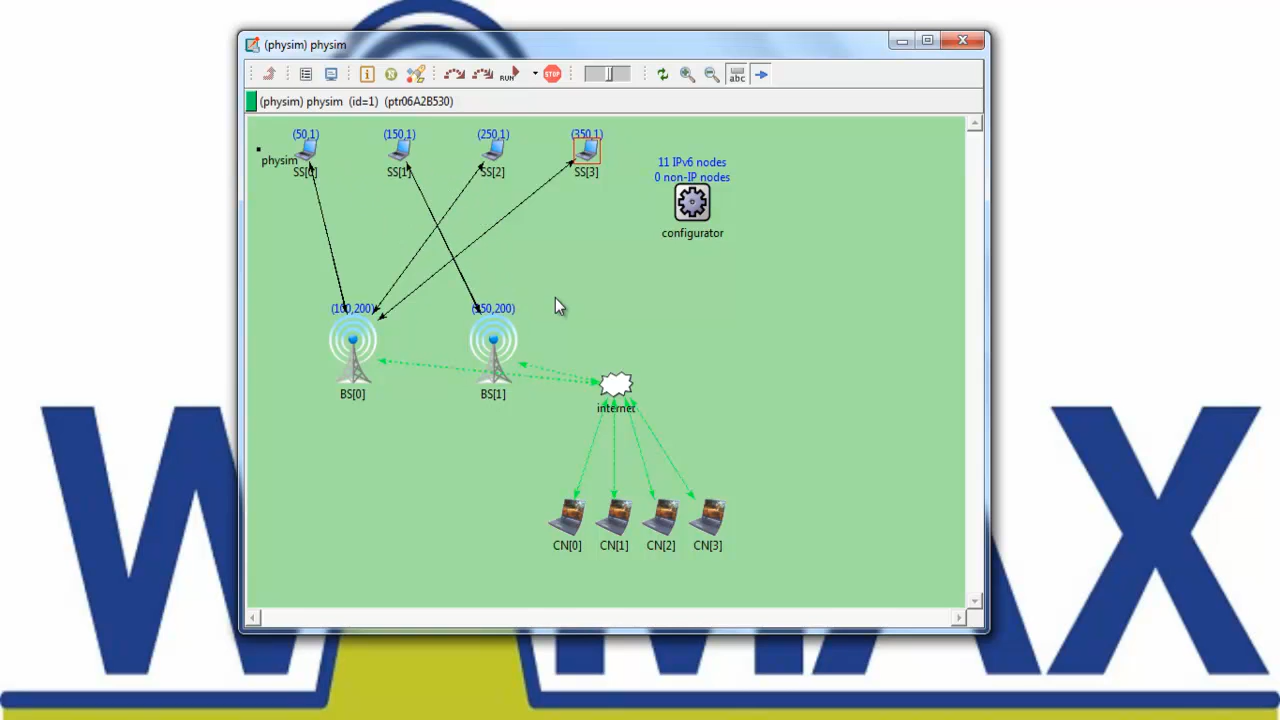 (physim) physim
RUN
STOP
abc
(physim) physim (id=1) (ptr06A2B530)
(50,1) (150,1) (250,1) (350,1)
physim
SS[0] SS[1] SS[2] SS[3]
11 IPv6 nodes
0 non-IP nodes
configurator
(100,200)
BS[0] BS[1]
internet
CN[0] CN[1] CN[2] CN[3]
WiMAX